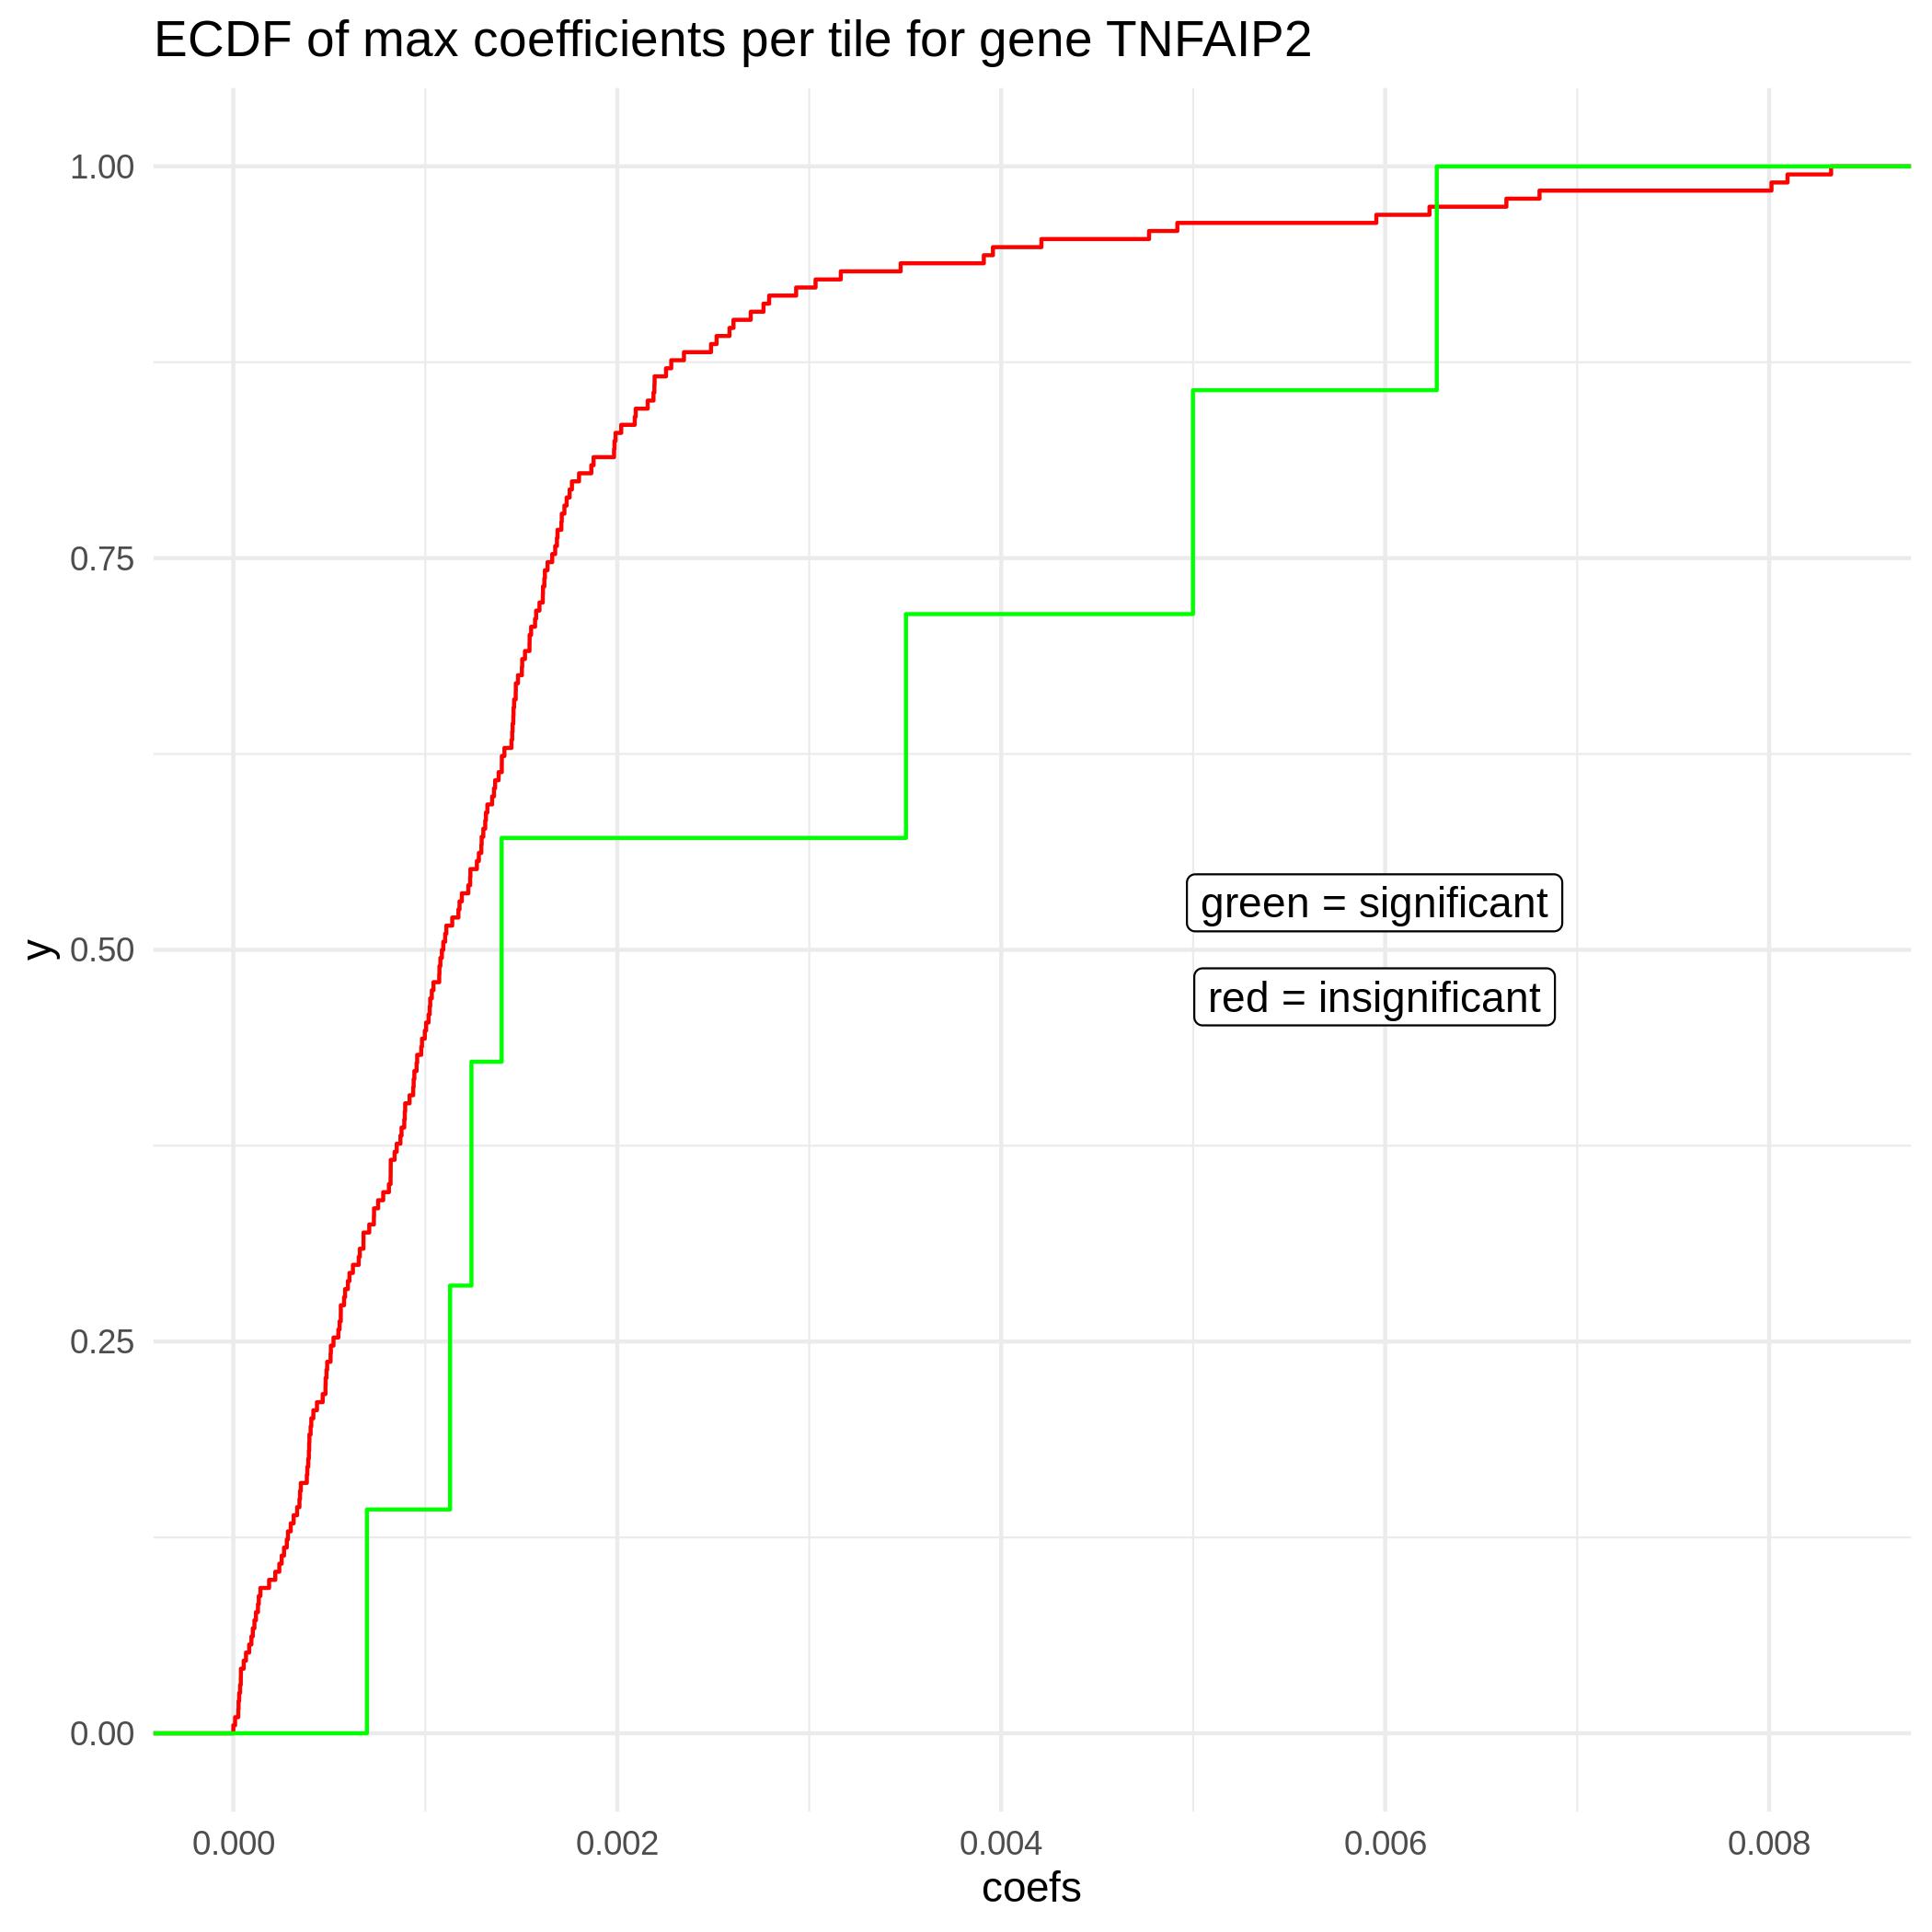 ECDF of max coefficients per tile for gene TNFAIP2
1.00
0.75
0.50
0.25
0.00
y
green = significant
red = insignificant
0.000 0.002 0.004 0.006 0.008
coefs